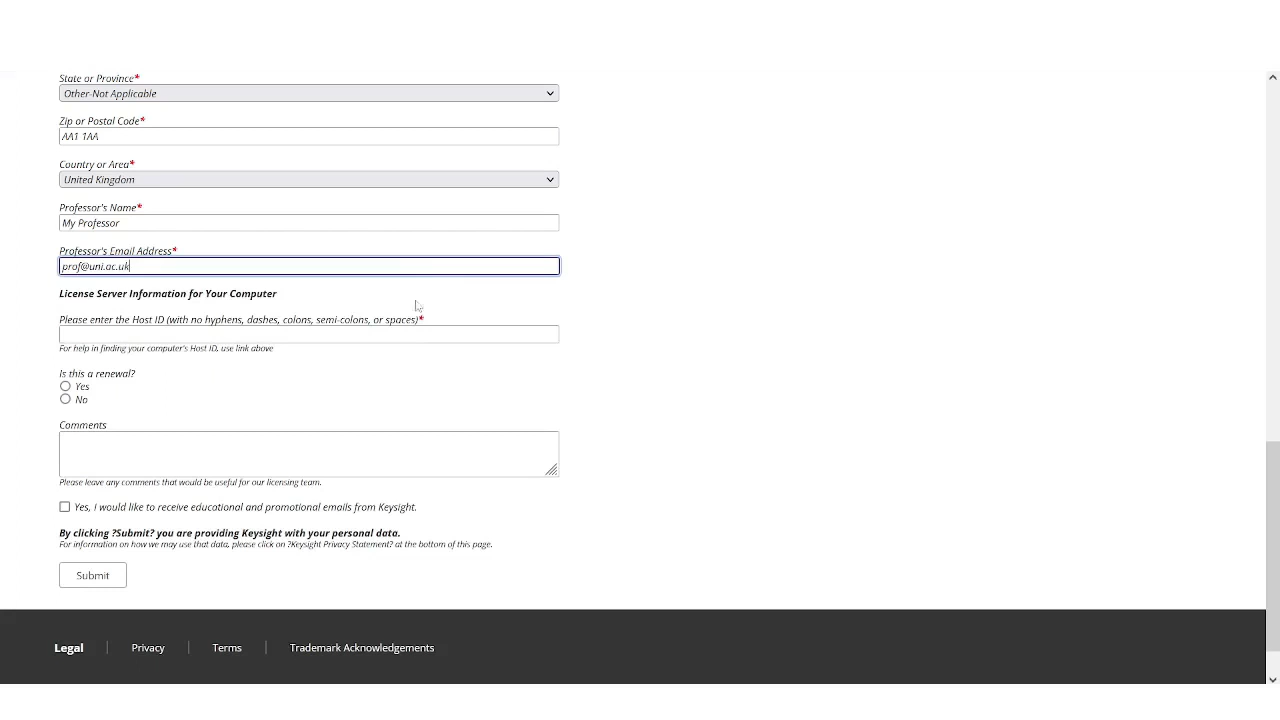 State or Province*
Other-Not Applicable
Zip or Postal Code*
AA1 1AA
Country or Area*
United Kingdom
Professor's Name*
My Professor
Professor's Email Address*
prof@uni.ac.uk
License Server Information for Your Computer
Please enter the Host ID (with no hyphens, dashes, colons, semi-colons, or spaces)*
For help in finding your computer's Host ID, use link above
Is this a renewal?
Yes
No
Comments
Please leave any comments that would be useful for our licensing team.
Yes, I would like to receive educational and promotional emails from Keysight.
By clicking ?Submit? you are providing Keysight with your personal data.
For information on how we may use that data, please click on ?Keysight Privacy Statement? at the bottom of this page.
Submit
Legal | Privacy | Terms | Trademark Acknowledgements